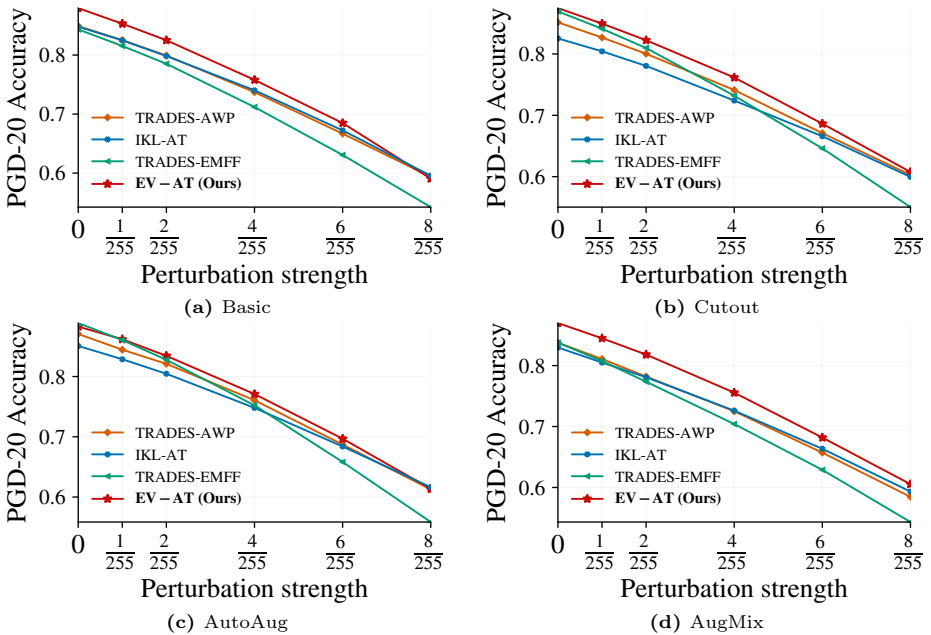 PGD-20 Accuracy
0.8
0.7
0.6
TRADES-AWP
IKL-AT
TRADES-EMFF
EV − AT (Ours)
0 1/255 2/255 4/255 6/255 8/255
Perturbation strength
(a) Basic
PGD-20 Accuracy
0.8
0.7
0.6
TRADES-AWP
IKL-AT
TRADES-EMFF
EV − AT (Ours)
0 1/255 2/255 4/255 6/255 8/255
Perturbation strength
(b) Cutout
PGD-20 Accuracy
0.8
0.7
0.6
TRADES-AWP
IKL-AT
TRADES-EMFF
EV − AT (Ours)
0 1/255 2/255 4/255 6/255 8/255
Perturbation strength
(c) AutoAug
PGD-20 Accuracy
0.8
0.7
0.6
TRADES-AWP
IKL-AT
TRADES-EMFF
EV − AT (Ours)
0 1/255 2/255 4/255 6/255 8/255
Perturbation strength
(d) AugMix